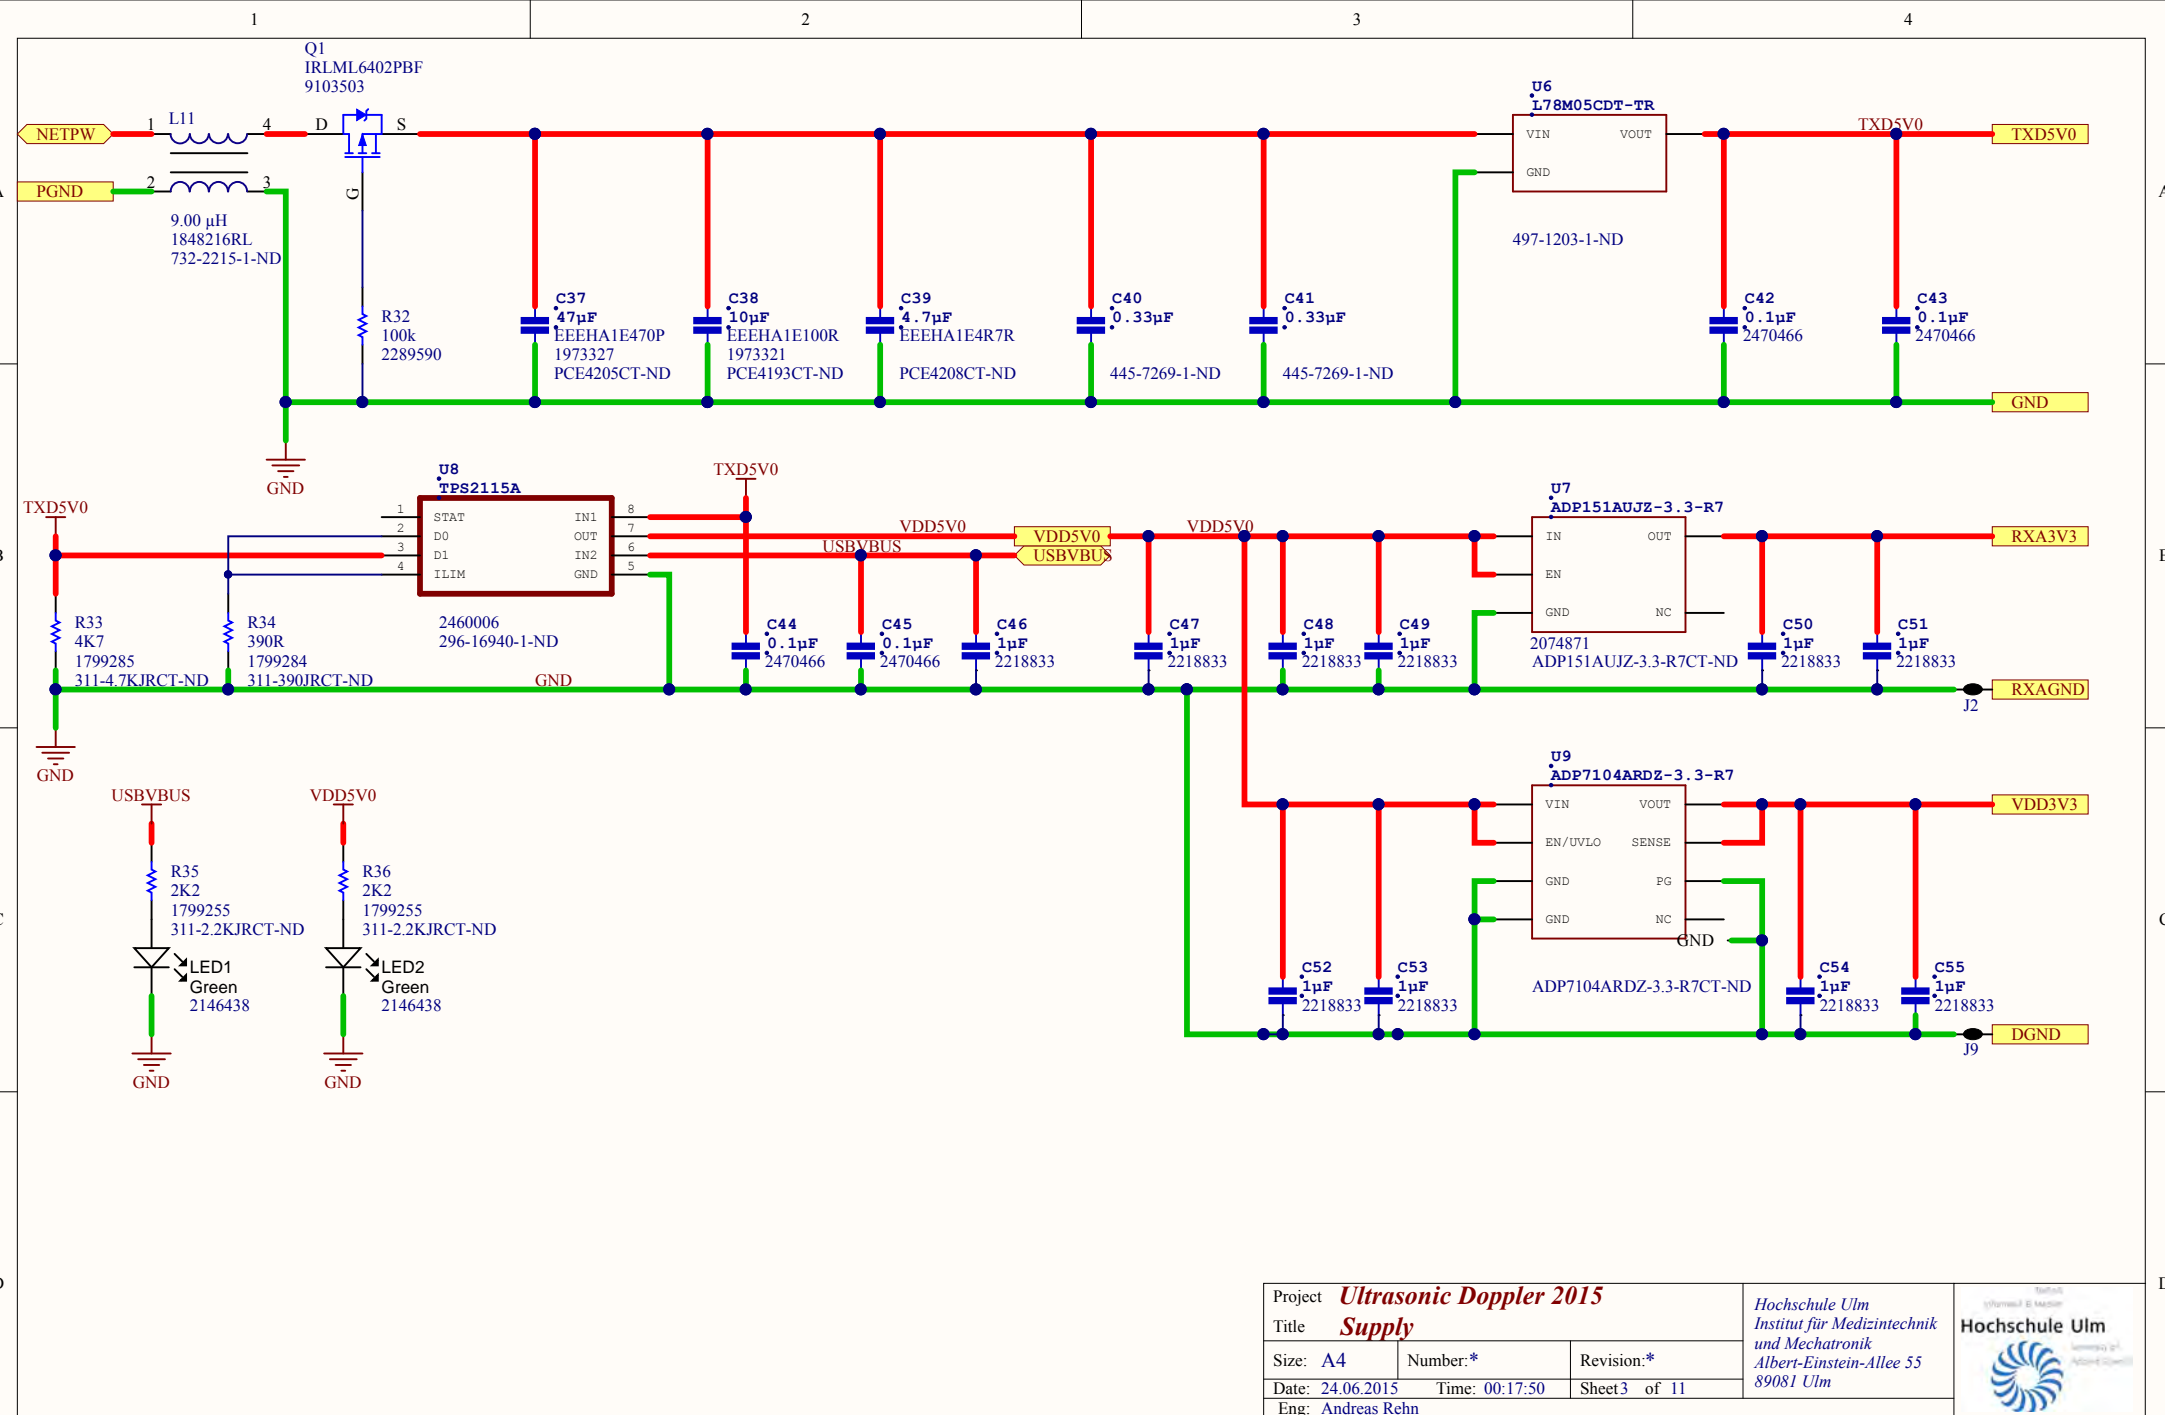 1
2
3
4
Q1
IRLML6402PBF
9103503
NETPW
1
L11
4
D
S
PGND
2
3
G
9.00 µH
1848216RL
732-2215-1-ND
R32
100k
2289590
C37
47µF
EEEHA1E470P
1973327
PCE4205CT-ND
C38
10µF
EEEHA1E100R
1973321
PCE4193CT-ND
C39
4.7µF
EEEHA1E4R7R
PCE4208CT-ND
C40
0.33µF
445-7269-1-ND
C41
0.33µF
445-7269-1-ND
U6
L78M05CDT-TR
VIN
VOUT
GND
497-1203-1-ND
TXD5V0
TXD5V0
C42
0.1µF
2470466
C43
0.1µF
2470466
GND
GND
TXD5V0
U8
TPS2115A
1
STAT
IN1
8
2
D0
OUT
7
3
D1
IN2
6
4
ILIM
GND
5
2460006
296-16940-1-ND
R33
4K7
1799285
311-4.7KJRCT-ND
R34
390R
1799284
311-390JRCT-ND
GND
GND
TXD5V0
VDD5V0
VDD5V0
USBVBUS
USBVBUS
VDD5V0
C44
0.1µF
2470466
C45
0.1µF
2470466
C46
1µF
2218833
C47
1µF
2218833
C48
1µF
2218833
C49
1µF
2218833
U7
ADP151AUJZ-3.3-R7
IN
OUT
EN
GND
NC
2074871
ADP151AUJZ-3.3-R7CT-ND
C50
1µF
2218833
C51
1µF
2218833
RXA3V3
RXAGND
J2
USBVBUS
R35
2K2
1799255
311-2.2KJRCT-ND
LED1
Green
2146438
GND
VDD5V0
R36
2K2
1799255
311-2.2KJRCT-ND
LED2
Green
2146438
GND
U9
ADP7104ARDZ-3.3-R7
VIN
VOUT
EN/UVLO
SENSE
GND
PG
GND
NC
GND
ADP7104ARDZ-3.3-R7CT-ND
C52
1µF
2218833
C53
1µF
2218833
C54
1µF
2218833
C55
1µF
2218833
VDD3V3
DGND
J9
Project Ultrasonic Doppler 2015
Title Supply
Size: A4 Number:* Revision:*
Date: 24.06.2015 Time: 00:17:50 Sheet3 of 11
Eng: Andreas Rehn
Hochschule Ulm
Institut für Medizintechnik
und Mechatronik
Albert-Einstein-Allee 55
89081 Ulm
Hochschule Ulm